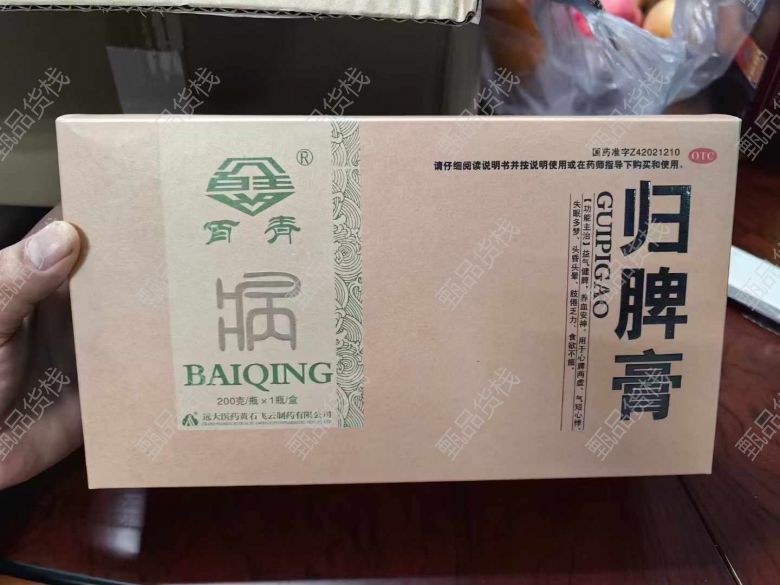 百青
®
BAIQING
200克/瓶×1瓶/盒
远大医药黄石飞云制药有限公司
国药准字Z42021210
OTC
请仔细阅读说明书并按说明使用或在药师指导下购买和使用。
归脾膏
GUIPIGAO
【功能主治】益气健脾，养血安神。用于心脾两虚，气短心悸，
失眠多梦，头昏头晕，肢倦乏力，食欲不振。
甄品货栈